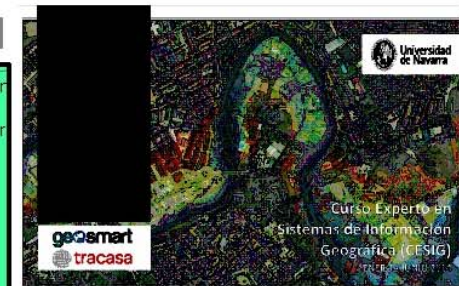 Universidad
de Navarra
Curso Experto en
Sistemas de Información
Geográfica (CESIG)
geosmart
tracasa